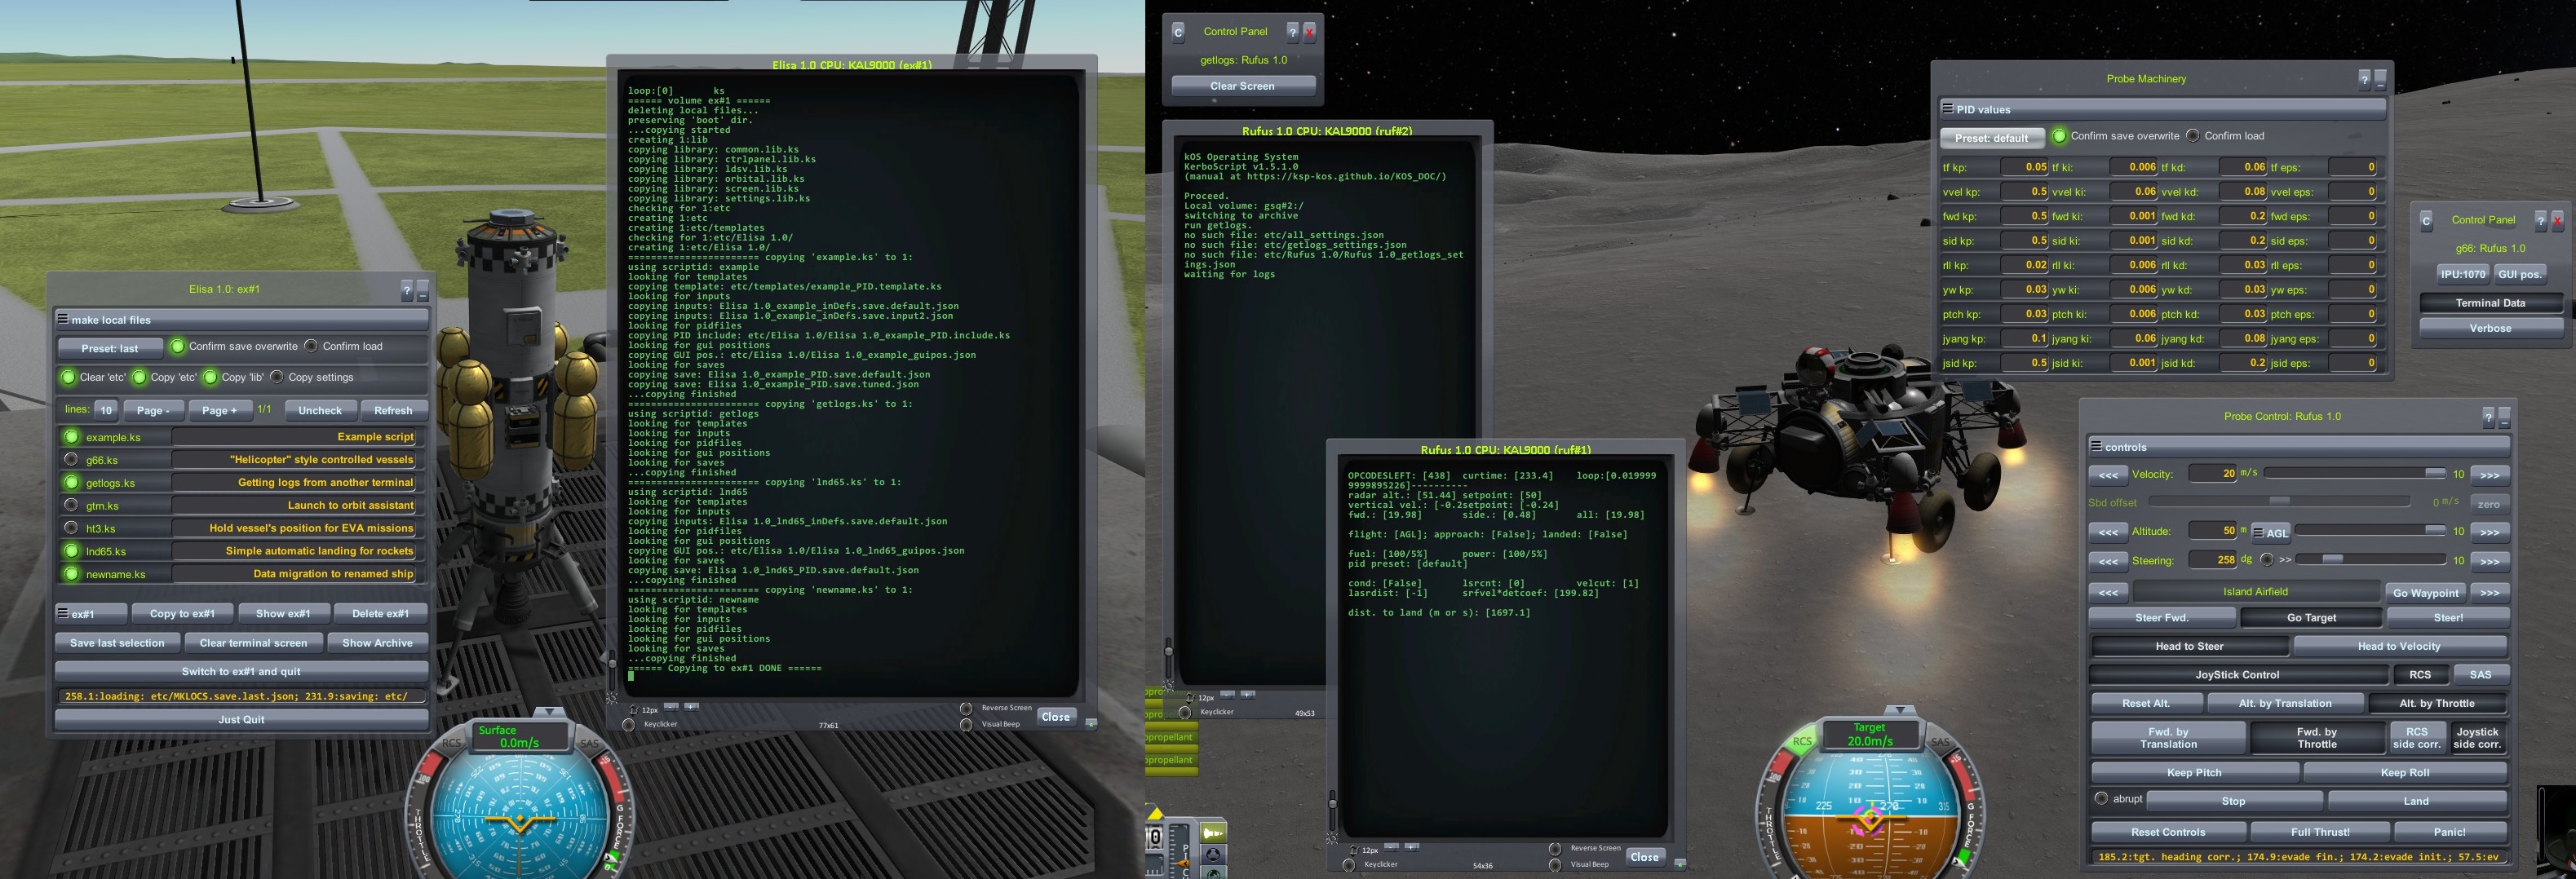 Elisa 1.0: ex#1
?
_
make local files
Preset: last
Confirm save overwrite
Confirm load
Clear 'etc'
Copy 'etc'
Copy 'lib'
Copy settings
lines:
10
Page -
Page +
1/1
Uncheck
Refresh
example.ks
Example script
g66.ks
"Helicopter" style controlled vessels
getlogs.ks
Getting logs from another terminal
gtrn.ks
Launch to orbit assistant
ht3.ks
Hold vessel's position for EVA missions
lnd65.ks
Simple automatic landing for rockets
newname.ks
Data migration to renamed ship
ex#1
Copy to ex#1
Show ex#1
Delete ex#1
Save last selection
Clear terminal screen
Show Archive
Switch to ex#1 and quit
258.1:loading: etc/MKLOCS.save.last.json; 231.9:saving: etc/
Just Quit
Elisa 1.0 CPU: KAL9000 (ex#1)
loop:[0] ks
====== volume ex#1 ======
deleting local files...
preserving 'boot' dir.
...copying started
creating 1:lib
copying library: common.lib.ks
copying library: ctrlpanel.lib.ks
copying library: ldsv.lib.ks
copying library: orbital.lib.ks
copying library: screen.lib.ks
copying library: settings.lib.ks
checking for 1:etc
creating 1:etc
creating 1:etc/templates
checking for 1:etc/Elisa 1.0/
creating 1:etc/Elisa 1.0/
====================== copying 'example.ks' to 1:
using scriptid: example
looking for templates
copying template: etc/templates/example_PID.template.ks
looking for inputs
copying inputs: Elisa 1.0_example_inDefs.save.default.json
copying inputs: Elisa 1.0_example_inDefs.save.input2.json
looking for pidfiles
copying PID include: etc/Elisa 1.0/Elisa 1.0_example_PID.include.ks
looking for gui positions
copying GUI pos.: etc/Elisa 1.0/Elisa 1.0_example_guipos.json
looking for saves
copying save: Elisa 1.0_example_PID.save.default.json
copying save: Elisa 1.0_example_PID.save.tuned.json
...copying finished
====================== copying 'getlogs.ks' to 1:
using scriptid: getlogs
looking for templates
looking for inputs
looking for pidfiles
looking for gui positions
looking for saves
...copying finished
====================== copying 'lnd65.ks' to 1:
using scriptid: lnd65
looking for templates
looking for inputs
copying inputs: Elisa 1.0_lnd65_inDefs.save.default.json
looking for pidfiles
looking for gui positions
copying GUI pos.: etc/Elisa 1.0/Elisa 1.0_lnd65_guipos.json
looking for saves
copying save: Elisa 1.0_lnd65_PID.save.default.json
...copying finished
====================== copying 'newname.ks' to 1:
using scriptid: newname
looking for templates
looking for inputs
looking for pidfiles
looking for gui positions
looking for saves
...copying finished
====== Copying to ex#1 DONE ======
12px
Keyclicker
77x61
Reverse Screen
Visual Beep
Close
RCS
Surface
0.0m/s
SAS
THROTTLE
G FORCE
C
Control Panel
?
X
getlogs: Rufus 1.0
Clear Screen
Rufus 1.0 CPU: KAL9000 (ruf#2)
kOS Operating System
KerboScript v1.5.1.0
(manual at https://ksp-kos.github.io/KOS_DOC/)
Proceed.
Local volume: gsq#2:/
switching to archive
run getlogs.
no such file: etc/all_settings.json
no such file: etc/getlogs_settings.json
no such file: etc/Rufus 1.0/Rufus 1.0_getlogs_set
ings.json
waiting for logs
12px
Keyclicker
49x53
opropellant
opropellant
Rufus 1.0 CPU: KAL9000 (ruf#1)
OPCODESLEFT: [438] curtime: [233.4] loop:[0.019999
9999895226]----------
radar alt.: [51.44] setpoint: [50]
vertical vel.: [-0.2setpoint: [-0.24]
fwd.: [19.98] side.: [0.48] all: [19.98]
flight: [AGL]; approach: [False]; landed: [False]
fuel: [100/5%] power: [100/5%]
pid preset: [default]
cond: [False] lsrcnt: [0] velcut: [1]
lasrdist: [-1] srfvel*detcoef: [199.82]
dist. to land (m or s): [1697.1]
12px
Keyclicker
54x36
Reverse Screen
Visual Beep
Close
Probe Machinery
?
_
PID values
Preset: default
Confirm save overwrite
Confirm load
tf kp: 0.05 tf ki: 0.006 tf kd: 0.06 tf eps: 0
vvel kp: 0.5 vvel ki: 0.06 vvel kd: 0.08 vvel eps: 0
fwd kp: 0.5 fwd ki: 0.001 fwd kd: 0.2 fwd eps: 0
sid kp: 0.5 sid ki: 0.001 sid kd: 0.2 sid eps: 0
rll kp: 0.02 rll ki: 0.006 rll kd: 0.03 rll eps: 0
yw kp: 0.03 yw ki: 0.006 yw kd: 0.03 yw eps: 0
ptch kp: 0.03 ptch ki: 0.006 ptch kd: 0.03 ptch eps: 0
jyang kp: 0.1 jyang ki: 0.06 jyang kd: 0.08 jyang eps: 0
jsid kp: 0.5 jsid ki: 0.001 jsid kd: 0.2 jsid eps: 0
C
Control Panel
?
X
g66: Rufus 1.0
IPU:1070
GUI pos.
Terminal Data
Verbose
Probe Control: Rufus 1.0
?
_
controls
<<< Velocity: 20 m/s 10 >>>
Sbd offset 0 m/s zero
<<< Altitude: 50 m AGL 10 >>>
<<< Steering: 258 dg >> 10 >>>
<<< Island Airfield Go Waypoint >>>
Steer Fwd.
Go Target
Steer!
Head to Steer
Head to Velocity
JoyStick Control
RCS
SAS
Reset Alt.
Alt. by Translation
Alt. by Throttle
Fwd. by
Translation
Fwd. by
Throttle
RCS
side corr.
Joystick
side corr.
Keep Pitch
Keep Roll
abrupt
Stop
Land
Reset Controls
Full Thrust!
Panic!
185.2:tgt. heading corr.; 174.9:evade fin.; 174.2:evade init.; 57.5:ev
RCS
Target
20.0m/s
SAS
THROTTLE
G FORCE
225
270
315